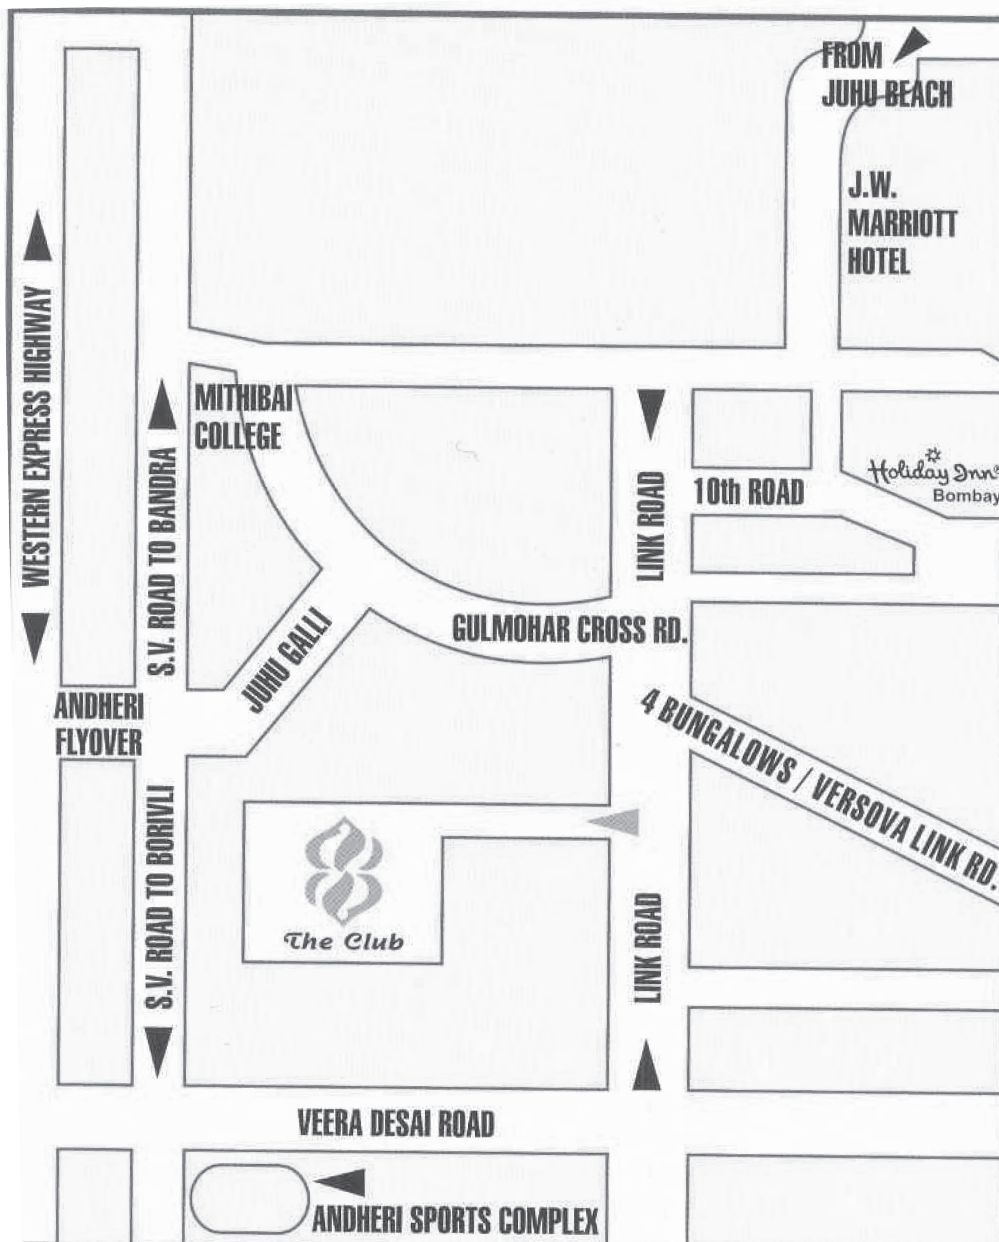 FROM
JUHU BEACH
J.W.
MARRIOTT
HOTEL
WESTERN EXPRESS HIGHWAY
S.V. ROAD TO BANDRA
MITHIBAI
COLLEGE
LINK ROAD
10th ROAD
Holiday Inn®
Bombay
JUHU GALLI
GULMOHAR CROSS RD.
ANDHERI
FLYOVER
4 BUNGALOWS / VERSOVA LINK RD.
S.V. ROAD TO BORIVLI
The Club
LINK ROAD
VEERA DESAI ROAD
ANDHERI SPORTS COMPLEX